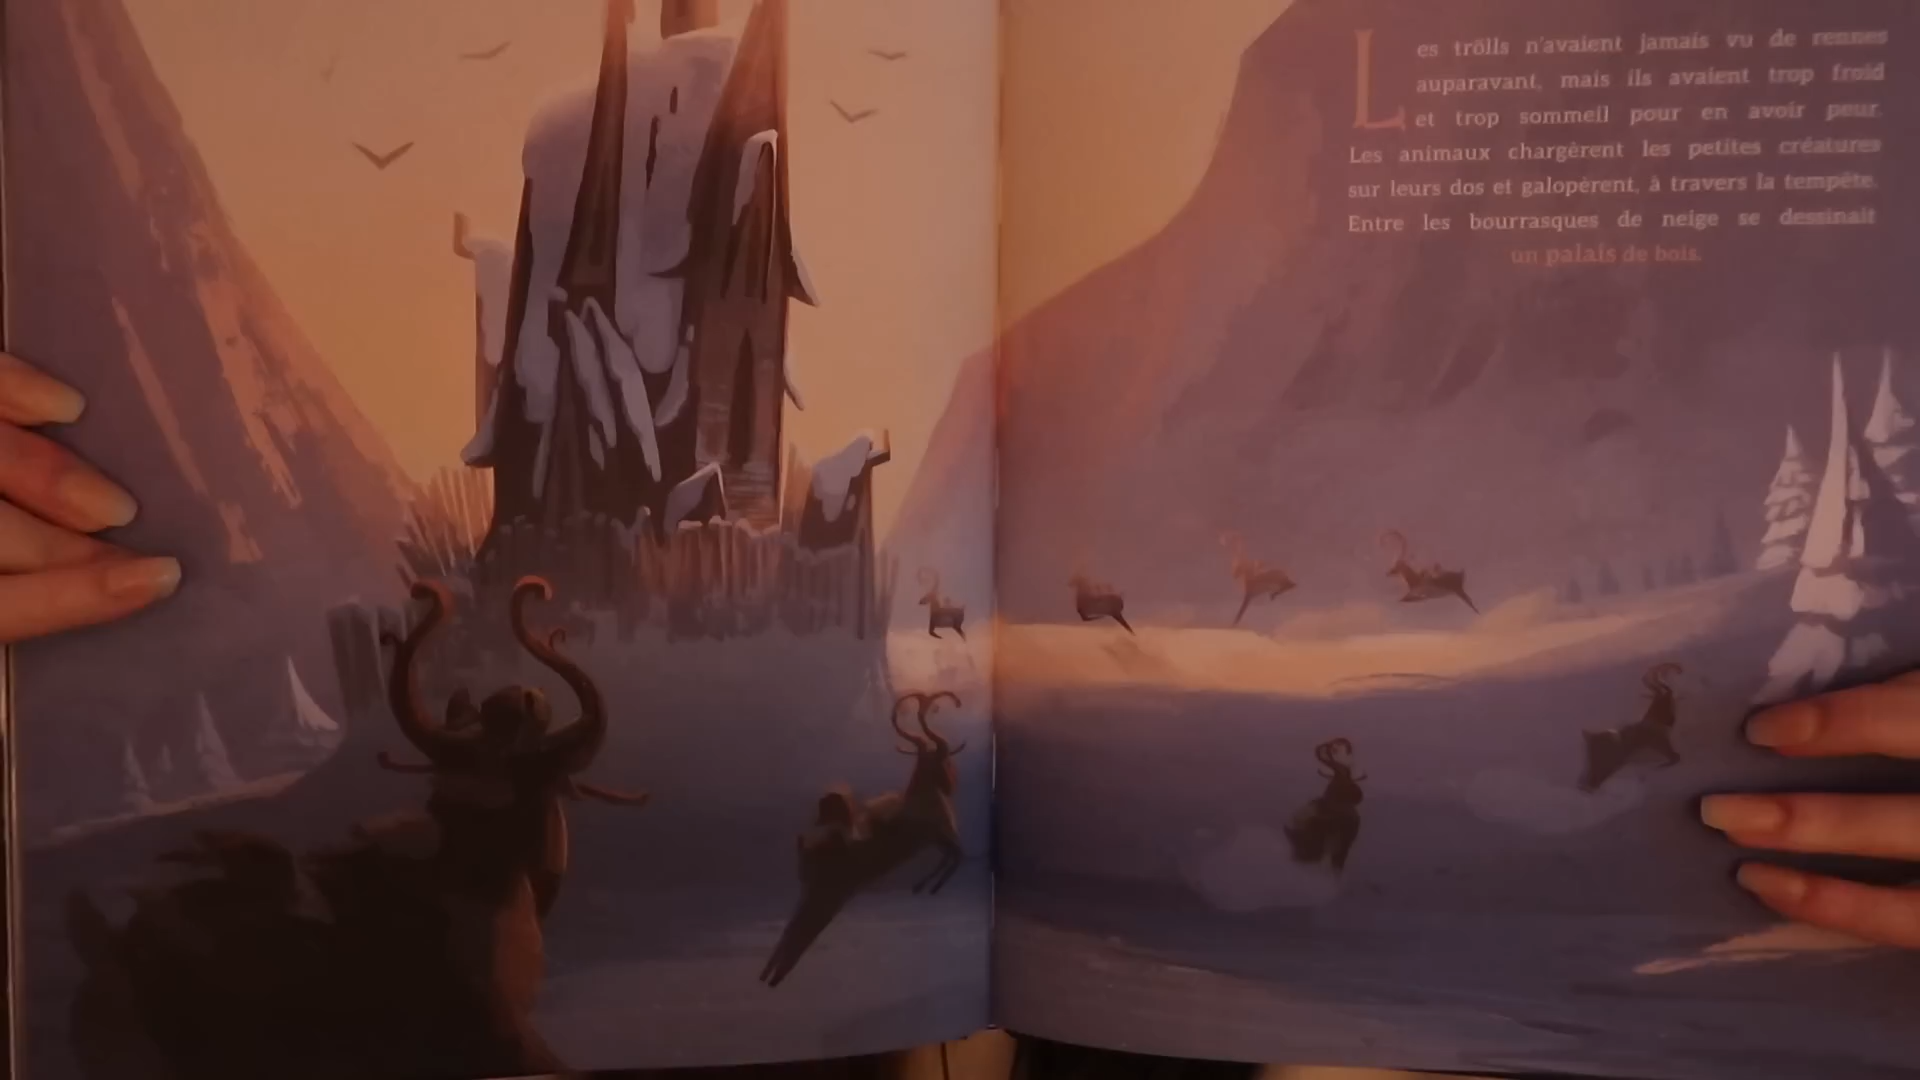 Les trölls n'avaient jamais vu de rennes
auparavant, mais ils avaient trop froid
et trop sommeil pour en avoir peur.
Les animaux chargèrent les petites créatures
sur leurs dos et galopèrent, à travers la tempête.
Entre les bourrasques de neige se dessinait
un palais de bois.